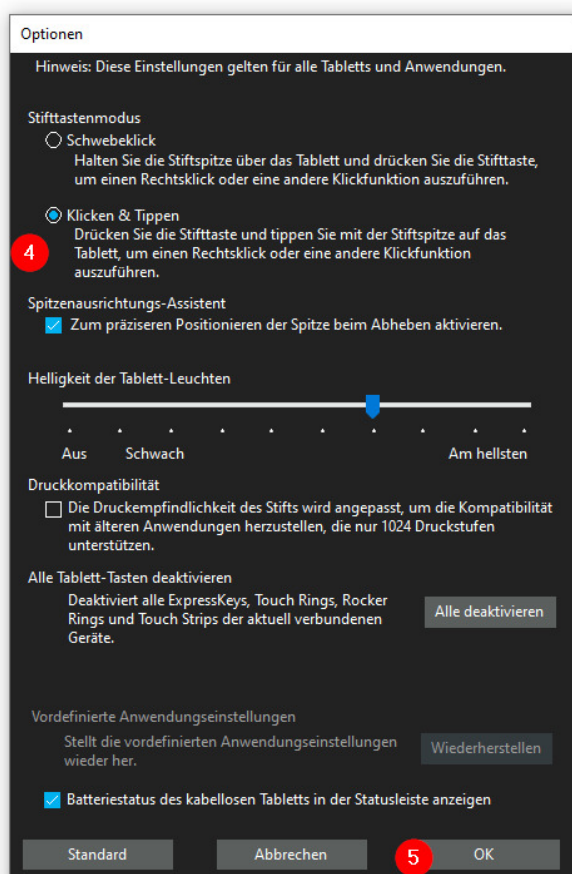 Optionen
Hinweis: Diese Einstellungen gelten für alle Tabletts und Anwendungen.
Stifttastenmodus
Schwebeklick
Halten Sie die Stiftspitze über das Tablett und drücken Sie die Stifttaste,
um einen Rechtsklick oder eine andere Klickfunktion auszuführen.
Klicken & Tippen
4
Drücken Sie die Stifttaste und tippen Sie mit der Stiftspitze auf das
Tablett, um einen Rechtsklick oder eine andere Klickfunktion
auszuführen.
Spitzenausrichtungs-Assistent
Zum präziseren Positionieren der Spitze beim Abheben aktivieren.
Helligkeit der Tablett-Leuchten
Aus Schwach Am hellsten
Druckkompatibilität
Die Druckempfindlichkeit des Stifts wird angepasst, um die Kompatibilität
mit älteren Anwendungen herzustellen, die nur 1024 Druckstufen
unterstützen.
Alle Tablett-Tasten deaktivieren
Deaktiviert alle ExpressKeys, Touch Rings, Rocker
Rings und Touch Strips der aktuell verbundenen
Geräte.
Alle deaktivieren
Vordefinierte Anwendungseinstellungen
Stellt die vordefinierten Anwendungseinstellungen
wieder her.
Wiederherstellen
Batteriestatus des kabellosen Tabletts in der Statusleiste anzeigen
Standard Abbrechen 5 OK